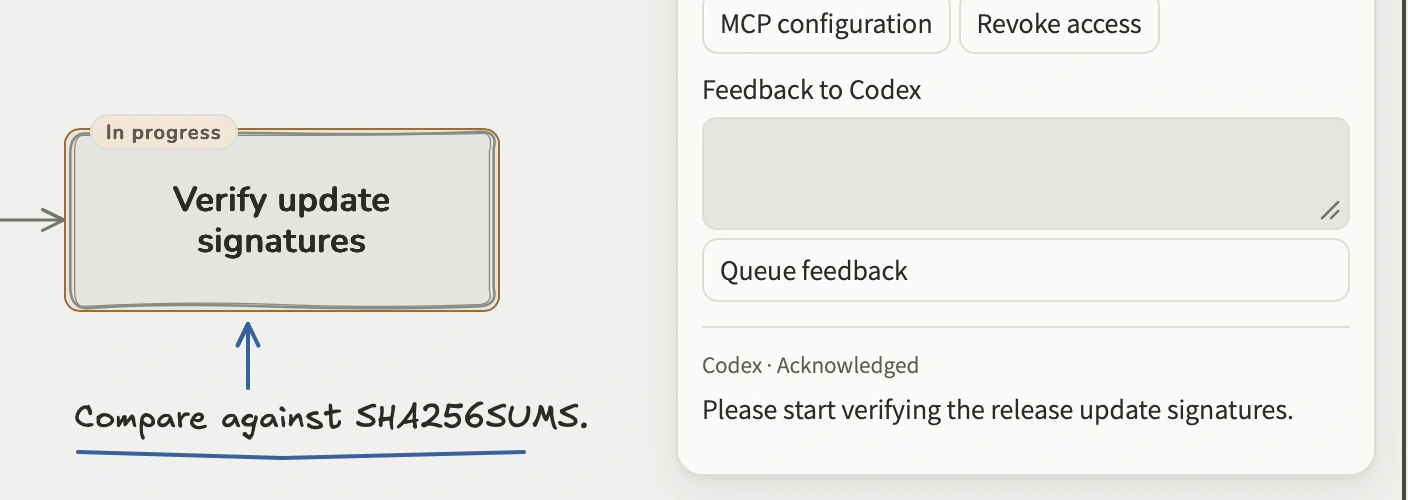 MCP configuration
Revoke access
Feedback to Codex
In progress
Verify update
signatures
Queue feedback
Compare against SHA256SUMS.
Codex · Acknowledged
Please start verifying the release update signatures.